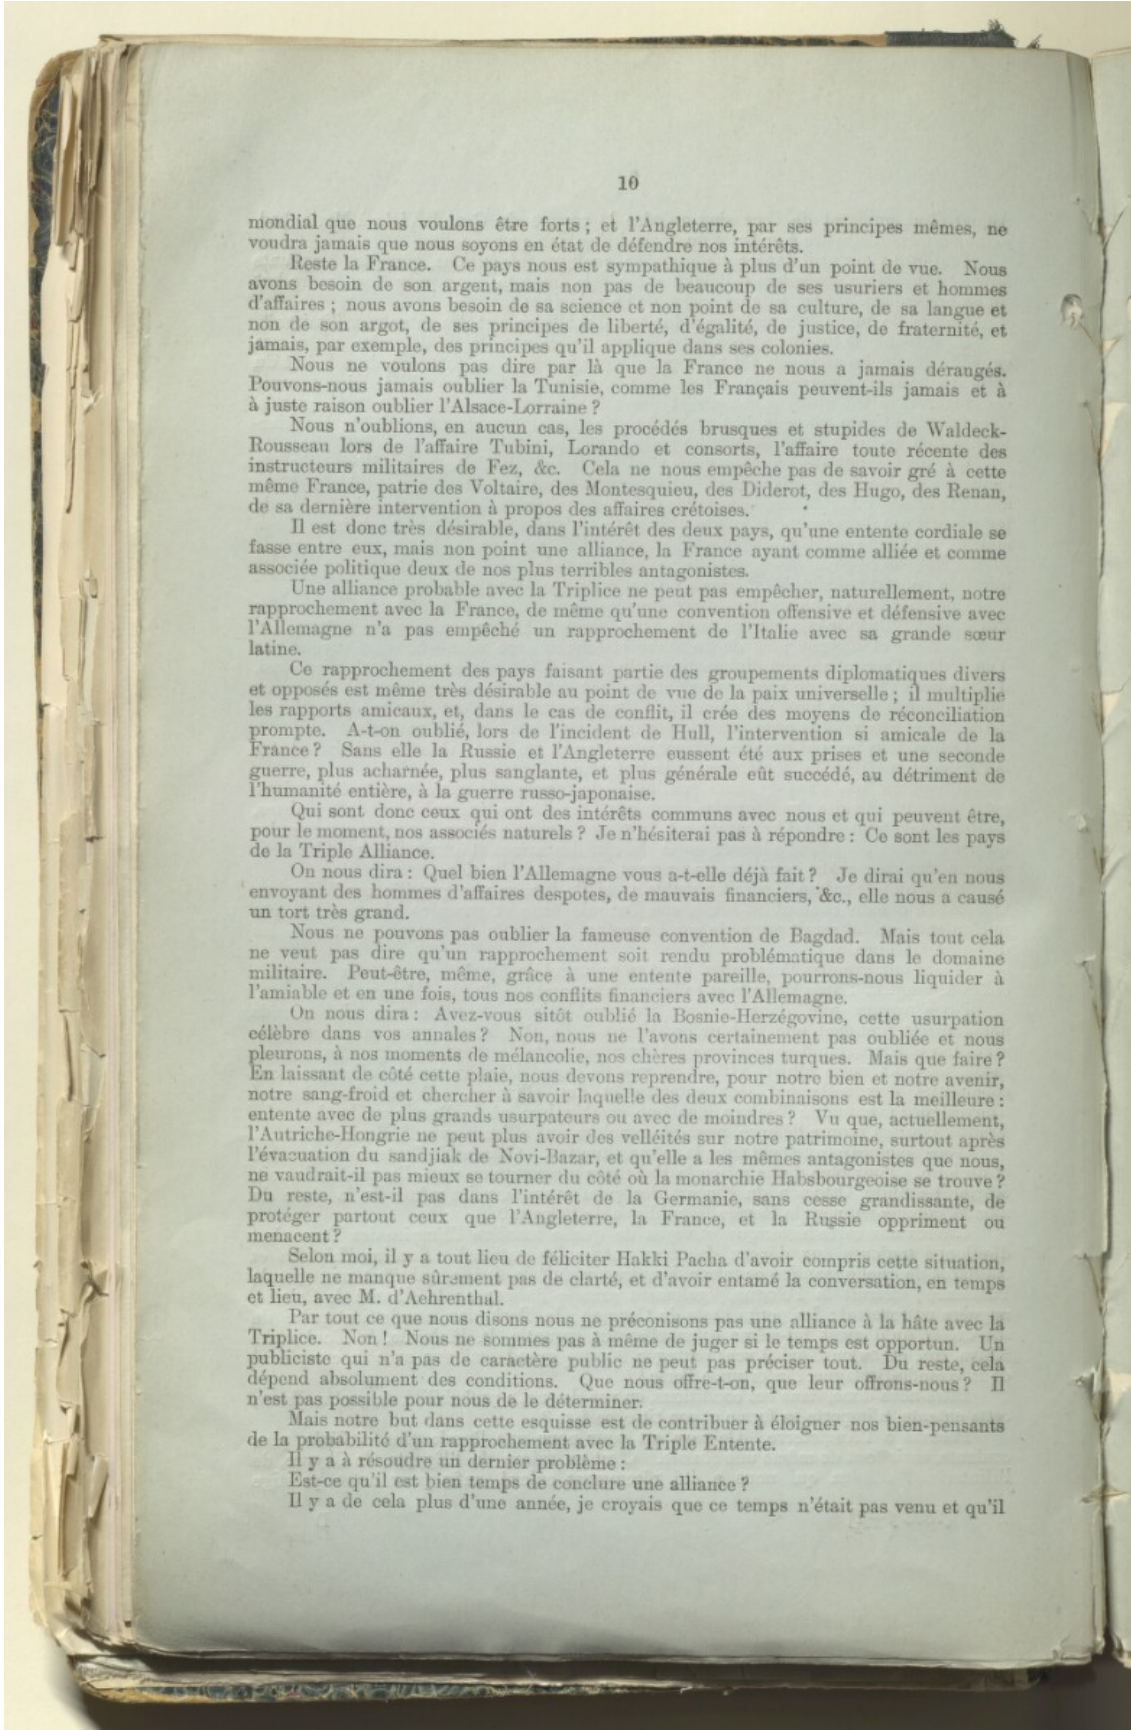 10
mondial que nous voulons être forts ; et l'Angleterre, par ses principes mêmes, ne
voudra jamais que nous soyons en état de défendre nos intérêts.
Reste la France. Ce pays nous est sympathique à plus d'un point de vue. Nous
avons besoin de son argent, mais non pas de beaucoup de ses usuriers et hommes
d'affaires ; nous avons besoin de sa science et non point de sa culture, de sa langue et
non de son argot, de ses principes de liberté, d'égalité, de justice, de fraternité, et
jamais, par exemple, des principes qu'il applique dans ses colonies.
Nous ne voulons pas dire par là que la France ne nous a jamais dérangés.
Pouvons-nous jamais oublier la Tunisie, comme les Français peuvent-ils jamais et à
à juste raison oublier l'Alsace-Lorraine ?
Nous n'oublions, en aucun cas, les procédés brusques et stupides de Waldeck-
Rousseau lors de l'affaire Tubini, Lorando et consorts, l'affaire toute récente des
instructeurs militaires de Fez, &c. Cela ne nous empêche pas de savoir gré à cette
même France, patrie des Voltaire, des Montesquieu, des Diderot, des Hugo, des Renan,
de sa dernière intervention à propos des affaires crétoises.
Il est donc très désirable, dans l'intérêt des deux pays, qu'une entente cordiale se
fasse entre eux, mais non point une alliance, la France ayant comme alliée et comme
associée politique deux de nos plus terribles antagonistes.
Une alliance probable avec la Triplice ne peut pas empêcher, naturellement, notre
rapprochement avec la France, de même qu'une convention offensive et défensive avec
l'Allemagne n'a pas empêché un rapprochement de l'Italie avec sa grande sœur
latine.
Ce rapprochement des pays faisant partie des groupements diplomatiques divers
et opposés est même très désirable au point de vue de la paix universelle ; il multiplie
les rapports amicaux, et, dans le cas de conflit, il crée des moyens de réconciliation
prompte. A-t-on oublié, lors de l'incident de Hull, l'intervention si amicale de la
France ? Sans elle la Russie et l'Angleterre eussent été aux prises et une seconde
guerre, plus acharnée, plus sanglante, et plus générale eût succédé, au détriment de
l'humanité entière, à la guerre russo-japonaise.
Qui sont donc ceux qui ont des intérêts communs avec nous et qui peuvent être,
pour le moment, nos associés naturels ? Je n'hésiterai pas à répondre : Ce sont les pays
de la Triple Alliance.
On nous dira : Quel bien l'Allemagne vous a-t-elle déjà fait ? Je dirai qu'en nous
envoyant des hommes d'affaires despotes, de mauvais financiers, &c., elle nous a causé
un tort très grand.
Nous ne pouvons pas oublier la fameuse convention de Bagdad. Mais tout cela
ne veut pas dire qu'un rapprochement soit rendu problématique dans le domaine
militaire. Peut-être, même, grâce à une entente pareille, pourrons-nous liquider à
l'amiable et en une fois, tous nos conflits financiers avec l'Allemagne.
On nous dira : Avez-vous sitôt oublié la Bosnie-Herzégovine, cette usurpation
célèbre dans vos annales ? Non, nous ne l'avons certainement pas oubliée et nous
pleurons, à nos moments de mélancolie, nos chères provinces turques. Mais que faire ?
En laissant de côté cette plaie, nous devons reprendre, pour notre bien et notre avenir,
notre sang-froid et chercher à savoir laquelle des deux combinaisons est la meilleure :
entente avec de plus grands usurpateurs ou avec de moindres ? Vu que, actuellement,
l'Autriche-Hongrie ne peut plus avoir des velléités sur notre patrimoine, surtout après
l'évacuation du sandjiak de Novi-Bazar, et qu'elle a les mêmes antagonistes que nous,
ne vaudrait-il pas mieux se tourner du côté où la monarchie Habsbourgeoise se trouve ?
Du reste, n'est-il pas dans l'intérêt de la Germanie, sans cesse grandissante, de
protéger partout ceux que l'Angleterre, la France, et la Russie oppriment ou
menacent ?
Selon moi, il y a tout lieu de féliciter Hakki Pacha d'avoir compris cette situation,
laquelle ne manque sûrement pas de clarté, et d'avoir entamé la conversation, en temps
et lieu, avec M. d'Aehrenthal.
Par tout ce que nous disons nous ne préconisons pas une alliance à la hâte avec la
Triplice. Non ! Nous ne sommes pas à même de juger si le temps est opportun. Un
publiciste qui n'a pas de caractère public ne peut pas préciser tout. Du reste, cela
dépend absolument des conditions. Que nous offre-t-on, que leur offrons-nous ? Il
n'est pas possible pour nous de le déterminer.
Mais notre but dans cette esquisse est de contribuer à éloigner nos bien-pensants
de la probabilité d'un rapprochement avec la Triple Entente.
Il y a à résoudre un dernier problème :
Est-ce qu'il est bien temps de conclure une alliance ?
Il y a de cela plus d'une année, je croyais que ce temps n'était pas venu et qu'il